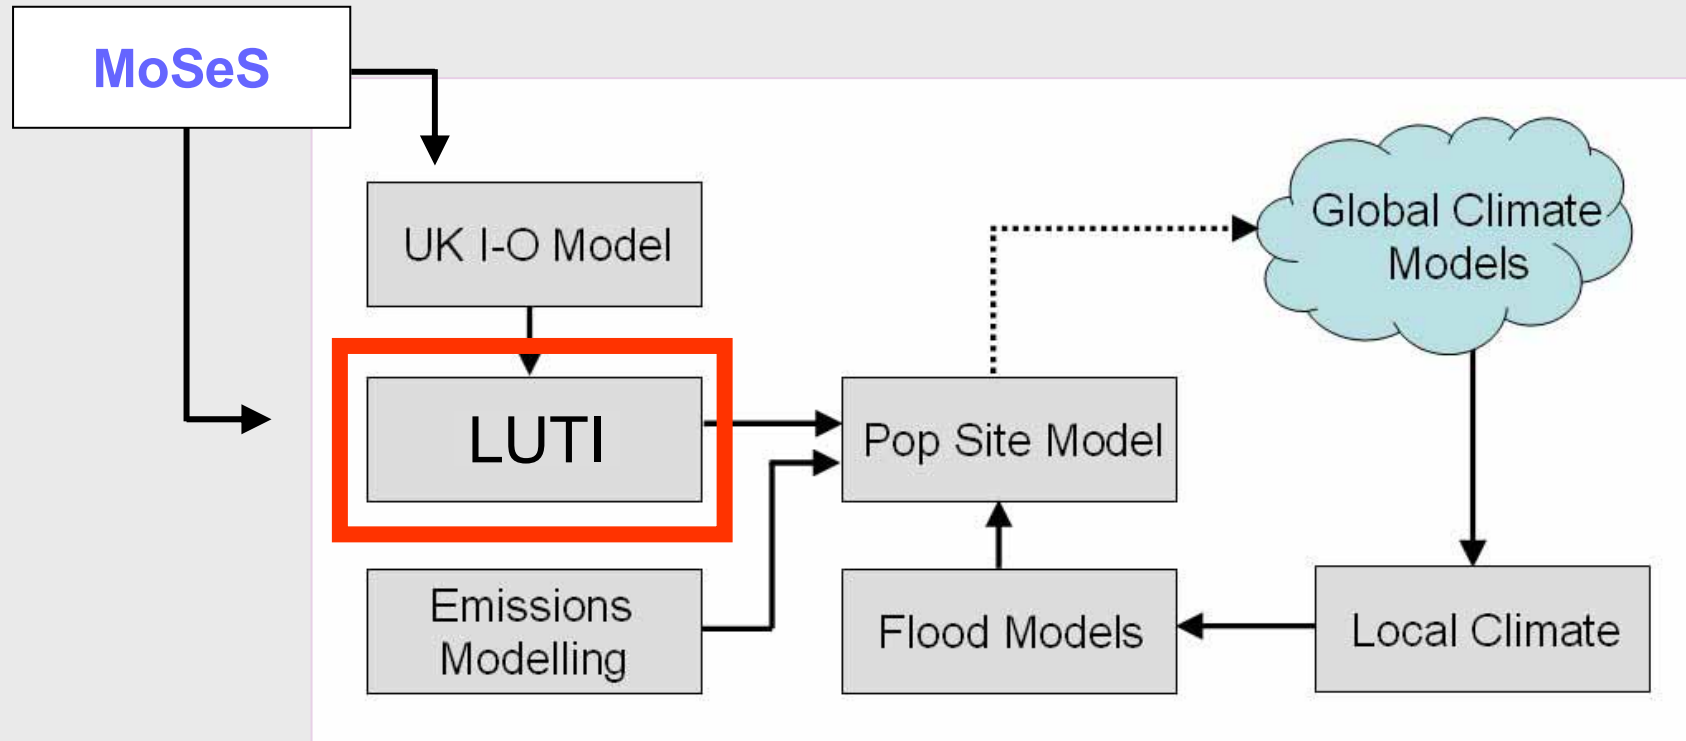 MoSeS
UK I-O Model
Global Climate
Models
LUTI
Pop Site Model
Emissions
Modelling
Flood Models
Local Climate